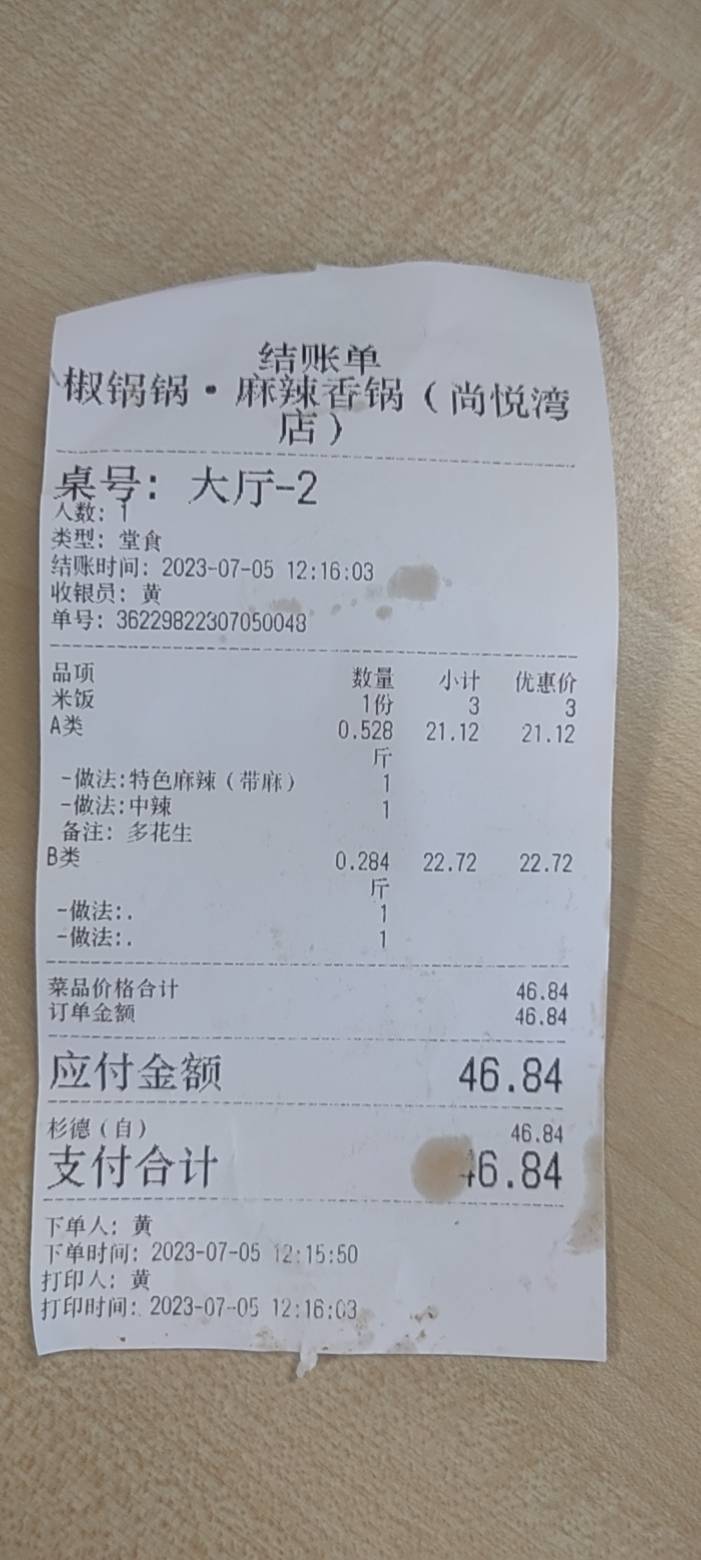 结账单
椒锅锅·麻辣香锅（尚悦湾
店）
桌号: 大厅-2
人数: 1
类型: 堂食
结账时间: 2023-07-05 12:16:03
收银员: 黄
单号: 36229822307050048
品项 数量 小计 优惠价
米饭 1份 3 3
A类 0.528 21.12 21.12
斤
-做法:特色麻辣（带麻） 1
-做法:中辣 1
备注: 多花生
B类 0.284 22.72 22.72
斤
-做法:. 1
-做法:. 1
菜品价格合计 46.84
订单金额 46.84
应付金额 46.84
杉德（自） 46.84
支付合计 46.84
下单人: 黄
下单时间: 2023-07-05 12:15:50
打印人: 黄
打印时间: 2023-07-05 12:16:03